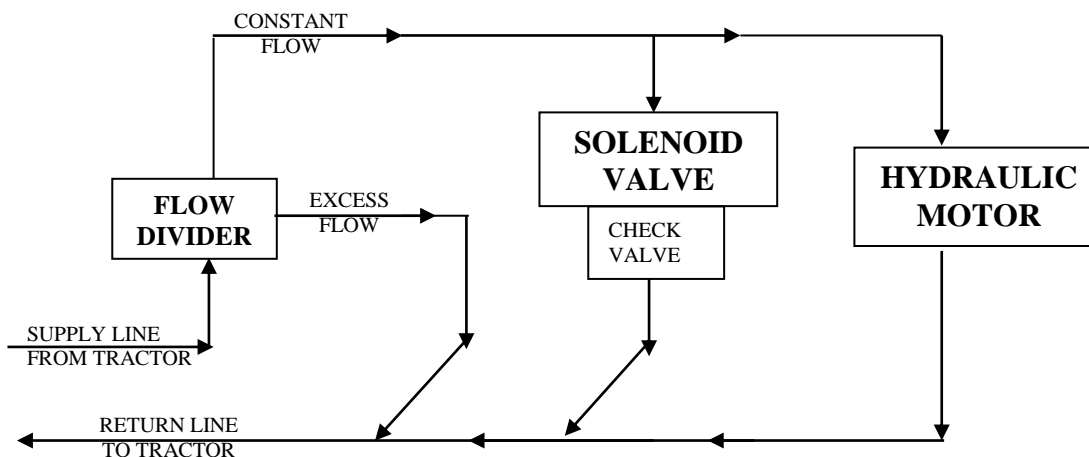 CONSTANT
FLOW
SOLENOID
VALVE
HYDRAULIC
MOTOR
FLOW
DIVIDER
EXCESS
FLOW
CHECK
VALVE
SUPPLY LINE
FROM TRACTOR
RETURN LINE
TO TRACTOR